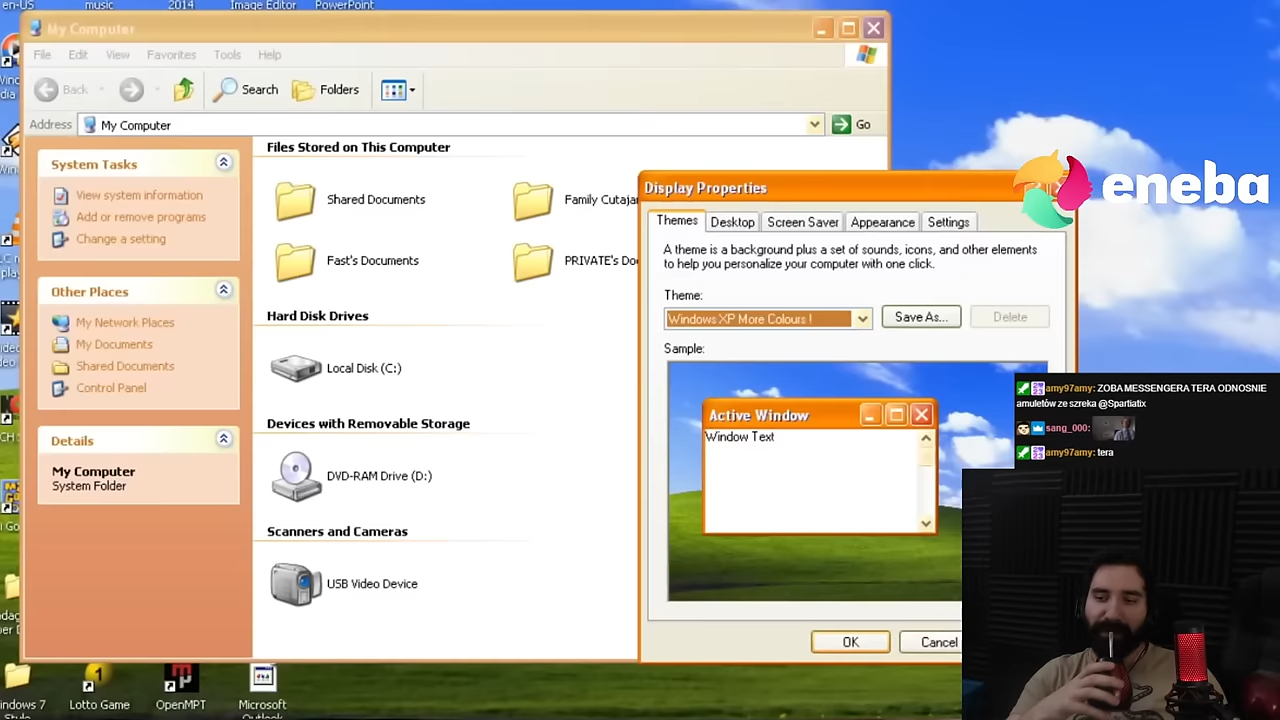 en-US
music
2014
Image Editor
PowerPoint
My Computer
File Edit View Favorites Tools Help
Back
Search
Folders
Address
My Computer
Go
System Tasks
View system information
Add or remove programs
Change a setting
Other Places
My Network Places
My Documents
Shared Documents
Control Panel
Details
My Computer
System Folder
Files Stored on This Computer
Shared Documents
Family Cutajar
Fast's Documents
PRIVATE's Do
Hard Disk Drives
Local Disk (C:)
Devices with Removable Storage
DVD-RAM Drive (D:)
Scanners and Cameras
USB Video Device
Display Properties
Themes Desktop Screen Saver Appearance Settings
A theme is a background plus a set of sounds, icons, and other elements
to help you personalize your computer with one click.
Theme:
Windows XP More Colours !
Save As...
Delete
Sample:
Active Window
Window Text
OK
Cancel
eneba
amy97amy: ZOBA MESSENGERA TERA ODNOSNIE
amuletów ze szreka @Spartiatix
sang_000:
amy97amy: tera
indows 7
Style
Lotto Game
OpenMPT
Microsoft
Outlook